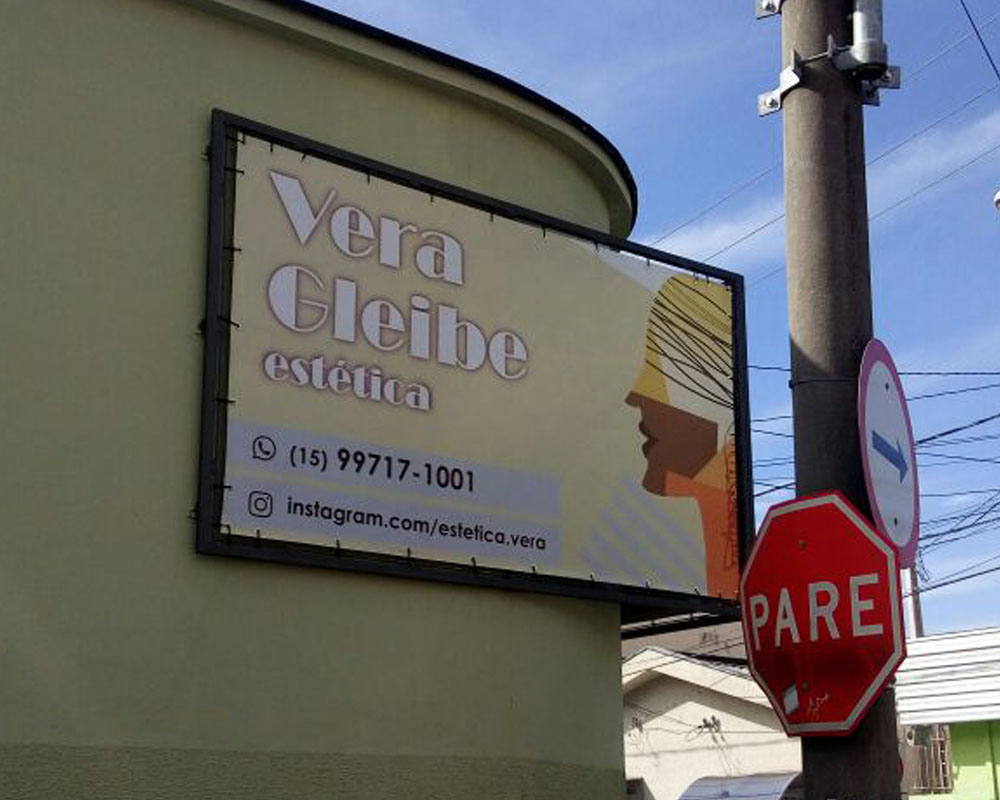 Vera
Gleibe
estética
(15) 99717-1001
instagram.com/estetica.vera
PARE